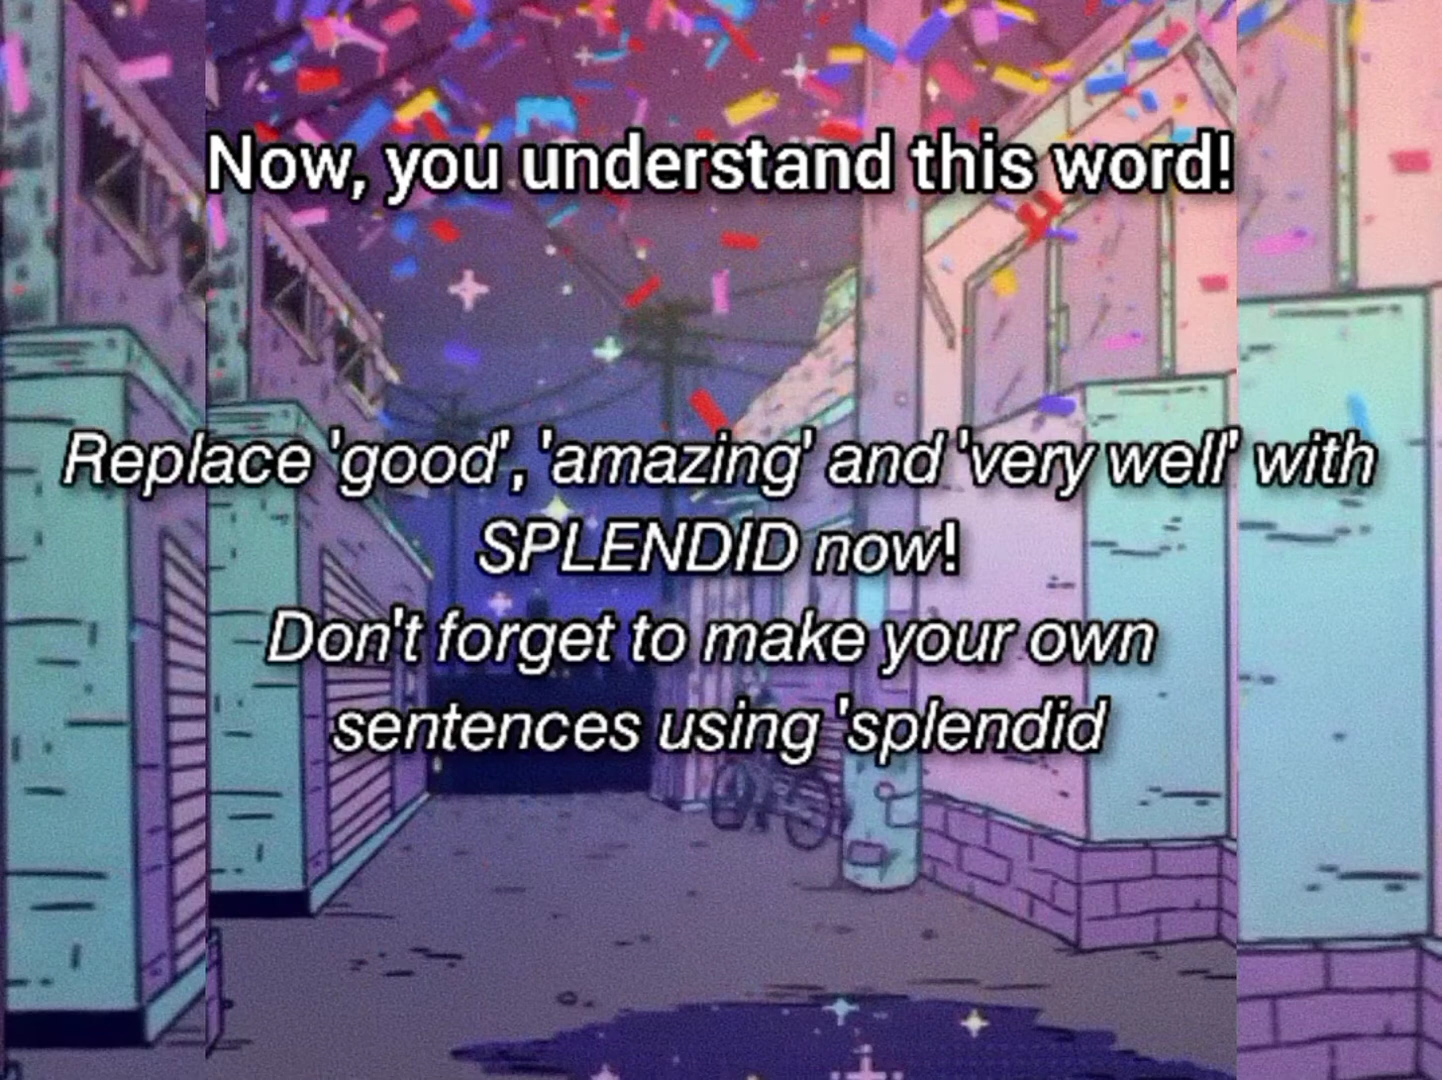 Now, you understand this word!
Replace 'good', 'amazing' and 'very well' with
SPLENDID now!
Don't forget to make your own
sentences using 'splendid